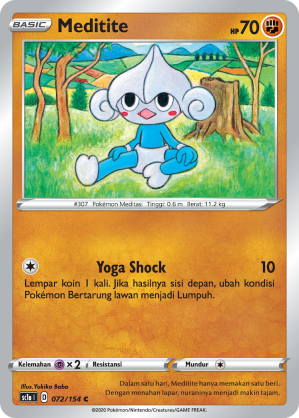 BASIC Meditite HP 70
#307 Pokémon Meditasi Tinggi: 0.6 m Berat: 11.2 kg
Yoga Shock 10
Lempar koin 1 kali. Jika hasilnya sisi depan, ubah kondisi
Pokémon Bertarung lawan menjadi Lumpuh.
Kelemahan ×2 Resistansi Mundur
Dalam satu hari, Meditite hanya memakan satu beri.
Dengan menahan lapar, nuraninya menjadi makin tajam.
Illus. Yukiko Baba
sc1a I D 072/154 C
©2020 Pokémon/Nintendo/Creatures/GAME FREAK.